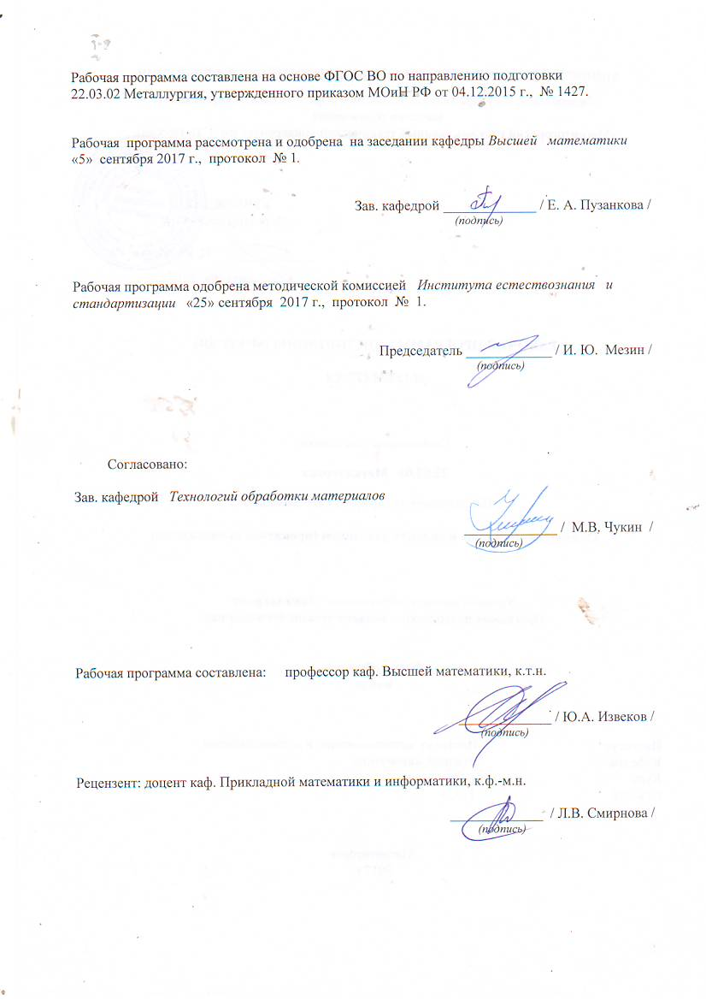 Рабочая программа составлена на основе ФГОС ВО по направлению подготовки
22.03.02 Металлургия, утвержденного приказом МОиН РФ от 04.12.2015 г., № 1427.
Рабочая программа рассмотрена и одобрена на заседании кафедры Высшей математики
«5» сентября 2017 г., протокол № 1.
Зав. кафедрой _____________ / Е. А. Пузанкова /
(подпись)
Рабочая программа одобрена методической комиссией Института естествознания и
стандартизации «25» сентября 2017 г., протокол № 1.
Председатель ____________ / И. Ю. Мезин /
(подпись)
Согласовано:
Зав. кафедрой Технологий обработки материалов
_____________ / М.В. Чукин /
(подпись)
Рабочая программа составлена: профессор каф. Высшей математики, к.т.н.
_____________ / Ю.А. Извеков /
(подпись)
Рецензент: доцент каф. Прикладной математики и информатики, к.ф.-м.н.
_____________ / Л.В. Смирнова /
(подпись)